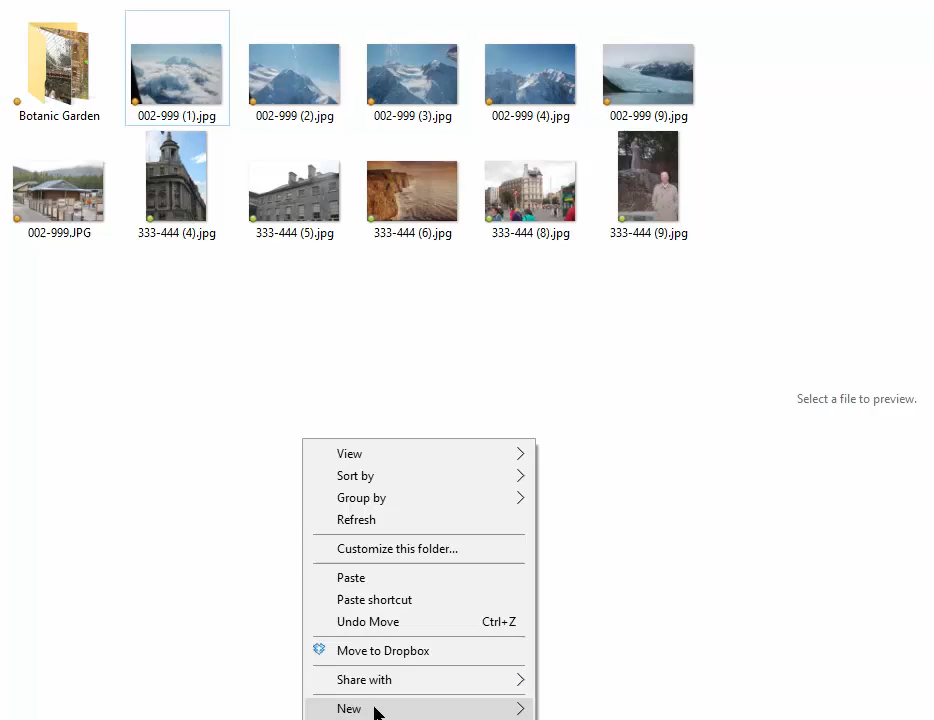 Botanic Garden
002-999 (1).jpg
002-999 (2).jpg
002-999 (3).jpg
002-999 (4).jpg
002-999 (9).jpg
002-999.JPG
333-444 (4).jpg
333-444 (5).jpg
333-444 (6).jpg
333-444 (8).jpg
333-444 (9).jpg
Select a file to preview.
View
Sort by
Group by
Refresh
Customize this folder...
Paste
Paste shortcut
Undo Move Ctrl+Z
Move to Dropbox
Share with
New